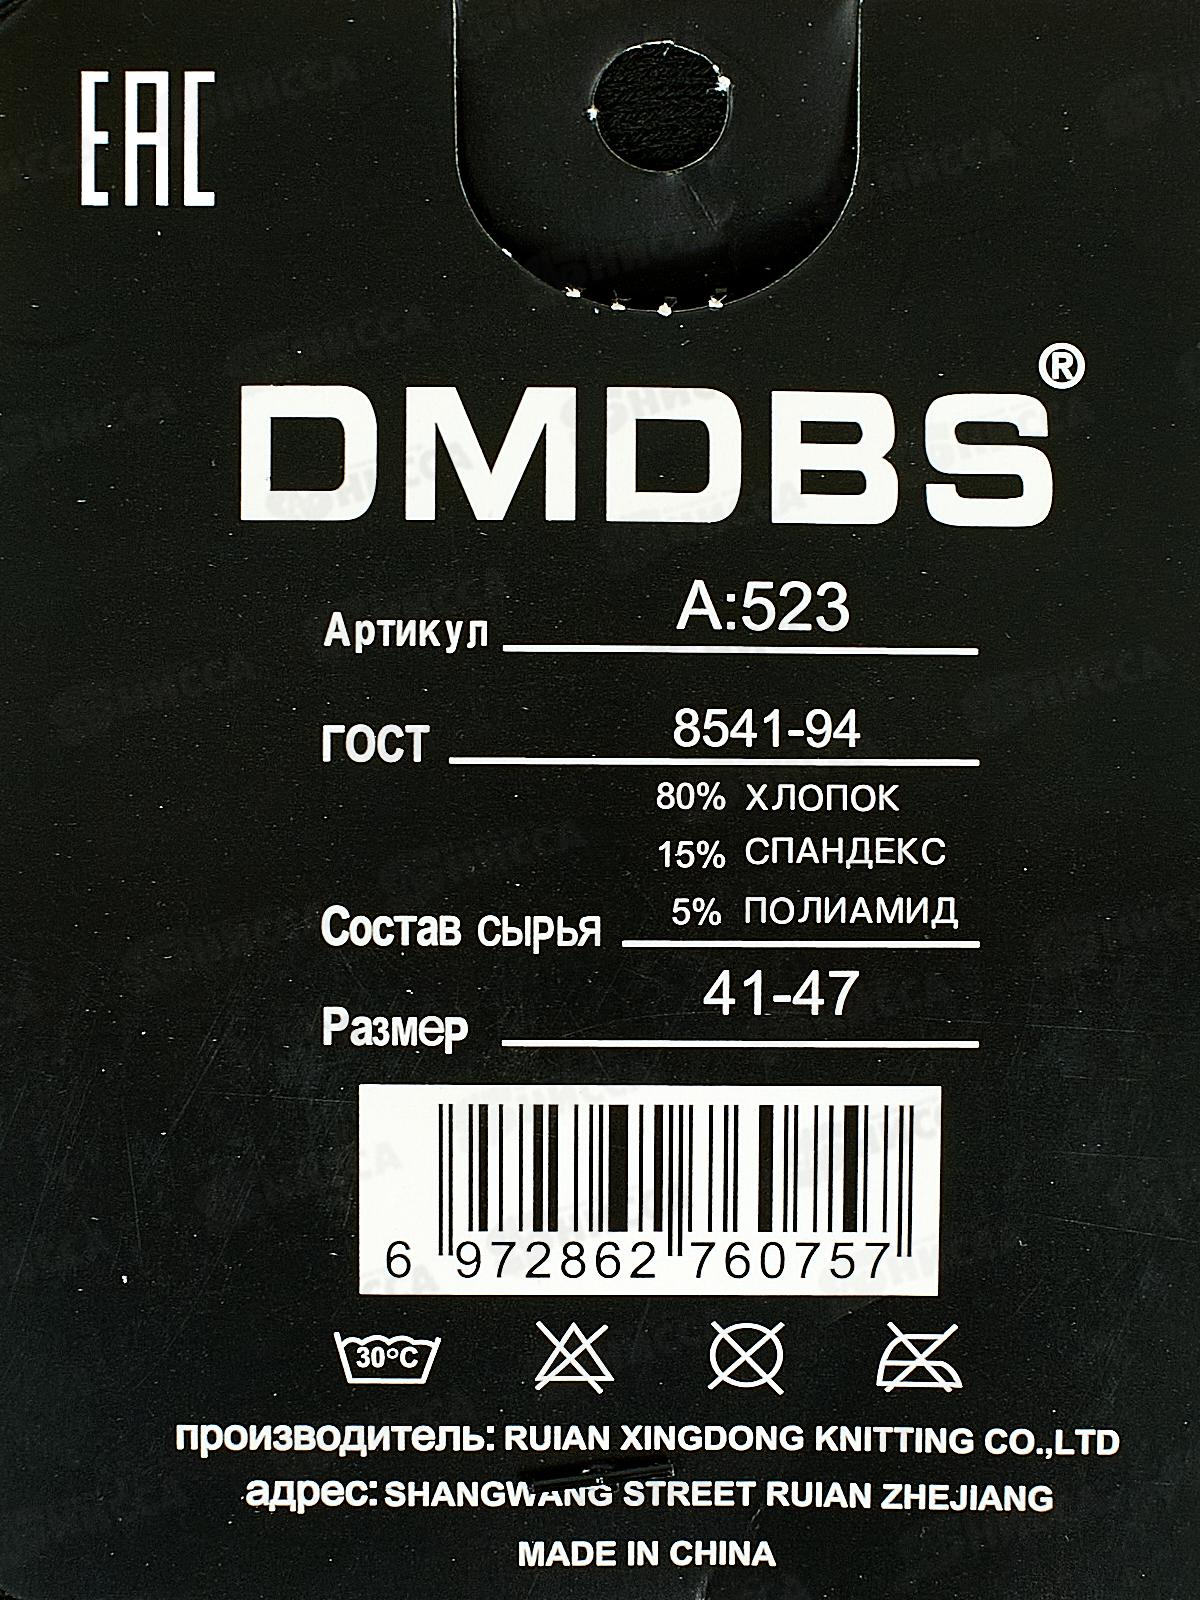 EAC
DMDBS®
Артикул A:523
ГОСТ 8541-94
80% ХЛОПОК
15% СПАНДЕКС
5% ПОЛИАМИД
Состав сырья
41-47
Размер
6 972862 760757
30°C
производитель: RUIAN XINGDONG KNITTING CO.,LTD
адрес: SHANGWANG STREET RUIAN ZHEJIANG
MADE IN CHINA